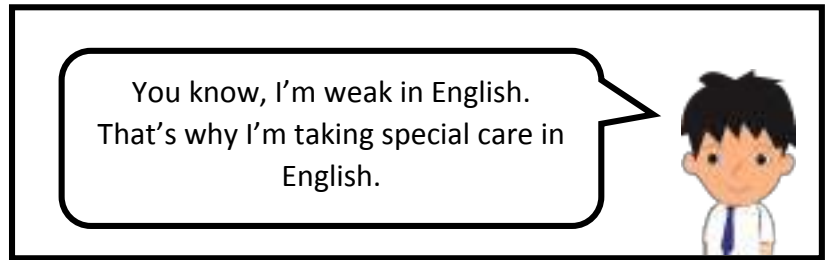 You know, I’m weak in English.
That’s why I’m taking special care in
English.